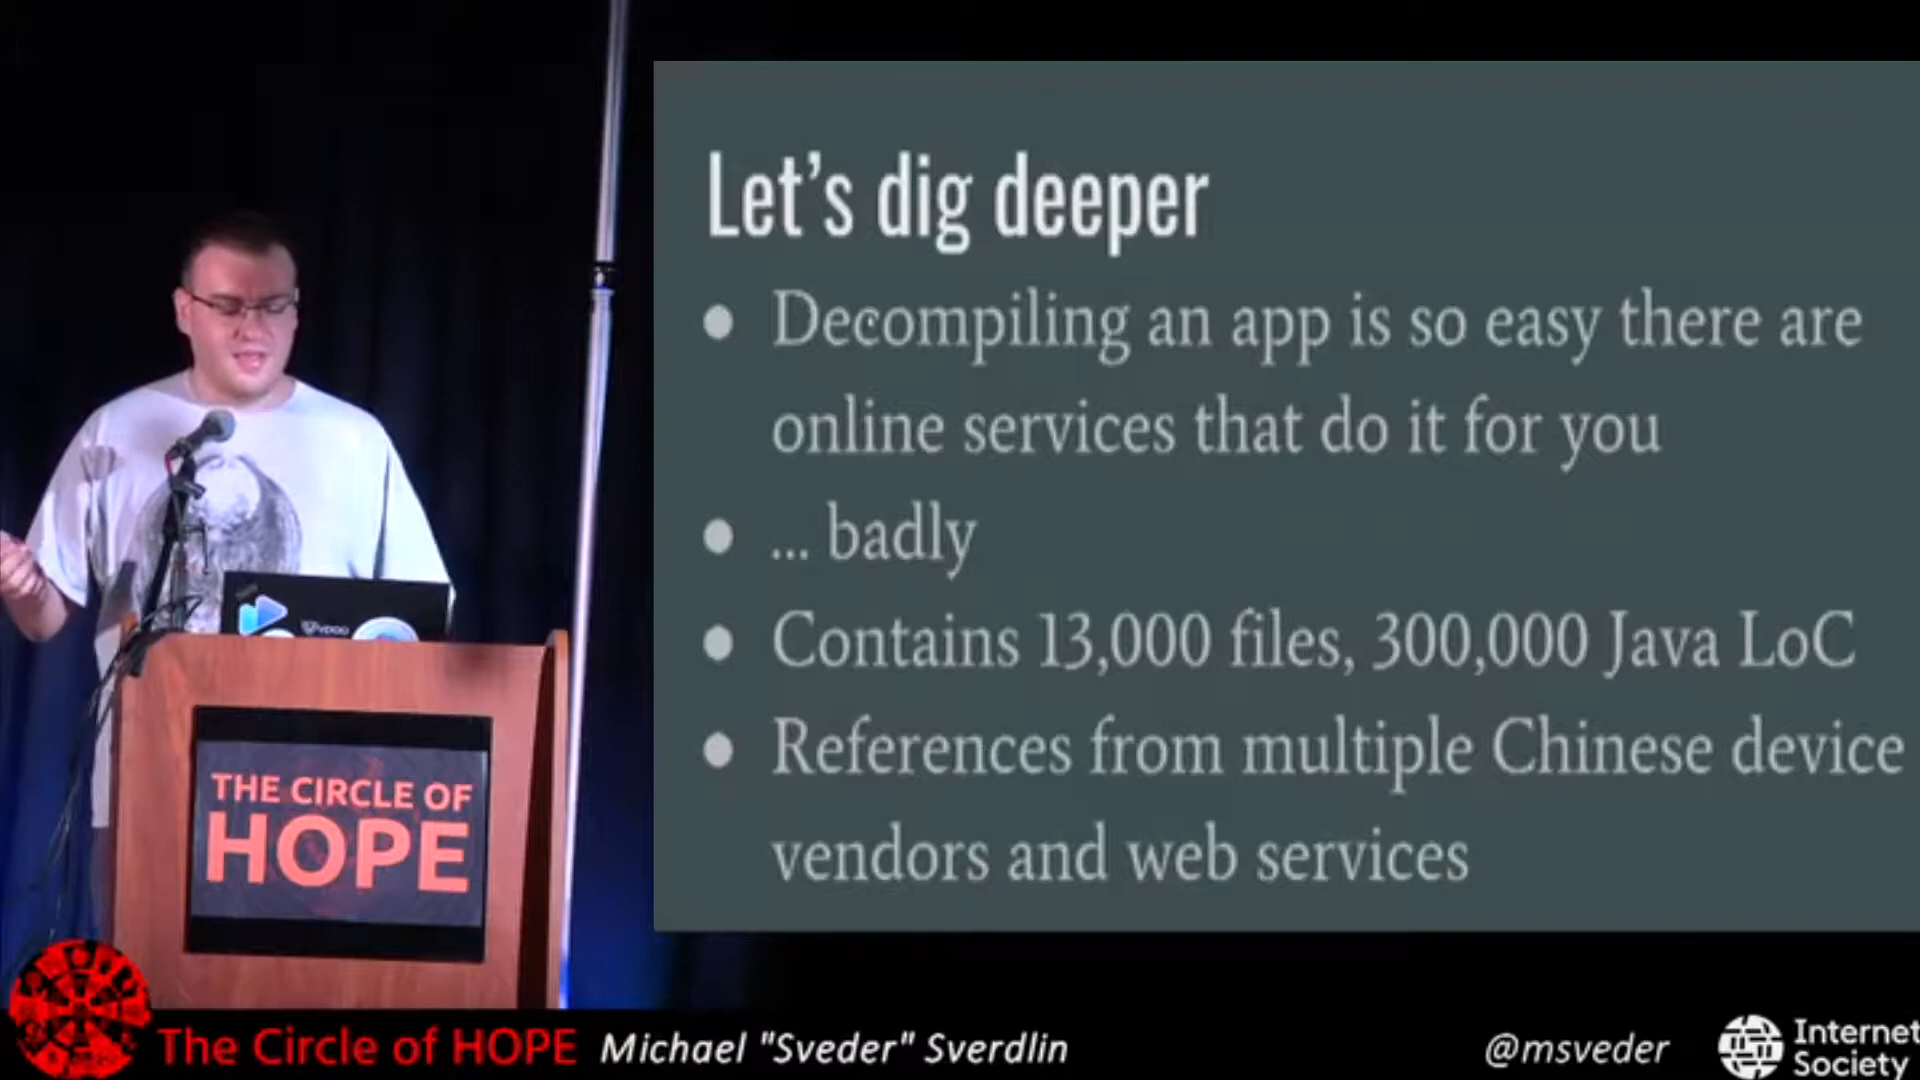 Let's dig deeper
● Decompiling an app is so easy there are
online services that do it for you
● ... badly
● Contains 13,000 files, 300,000 Java LoC
● References from multiple Chinese device
vendors and web services
THE CIRCLE OF
HOPE
The Circle of HOPE Michael "Sveder" Sverdlin @msveder
Internet
Society